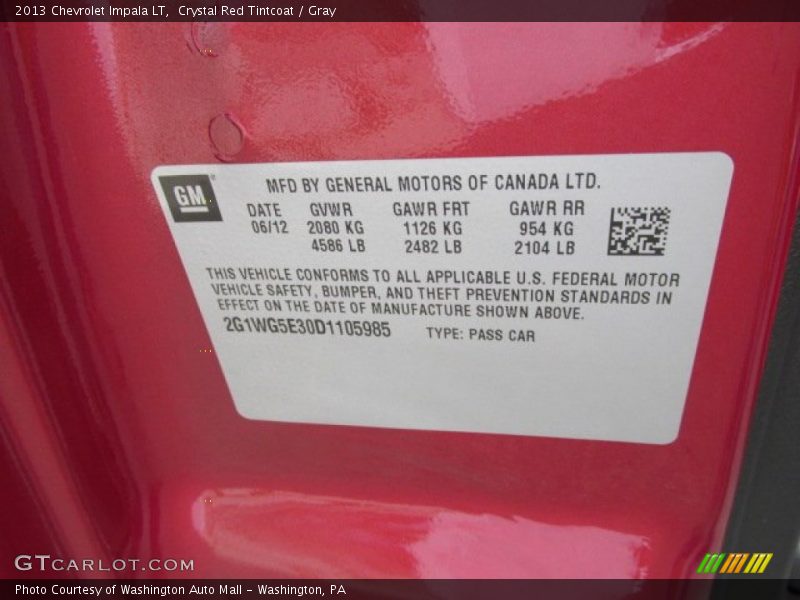 2013 Chevrolet Impala LT,  Crystal Red Tintcoat / Gray
GM
MFD BY GENERAL MOTORS OF CANADA LTD.
DATE GVWR GAWR FRT GAWR RR
06/12 2080 KG 1126 KG 954 KG
4586 LB 2482 LB 2104 LB
THIS VEHICLE CONFORMS TO ALL APPLICABLE U.S. FEDERAL MOTOR
VEHICLE SAFETY, BUMPER, AND THEFT PREVENTION STANDARDS IN
EFFECT ON THE DATE OF MANUFACTURE SHOWN ABOVE.
2G1WG5E30D1105985 TYPE: PASS CAR
GTCARLOT.COM
Photo Courtesy of Washington Auto Mall - Washington, PA